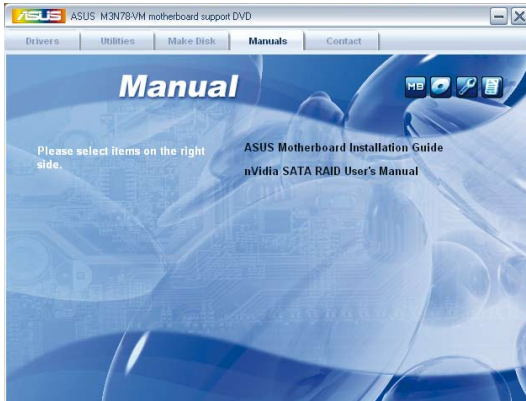 ASUS M3N78-VM motherboard support DVD
Drivers Utilities Make Disk Manuals Contact
Manual
MB
Please select items on the right
side.
ASUS Motherboard Installation Guide
nVidia SATA RAID User's Manual